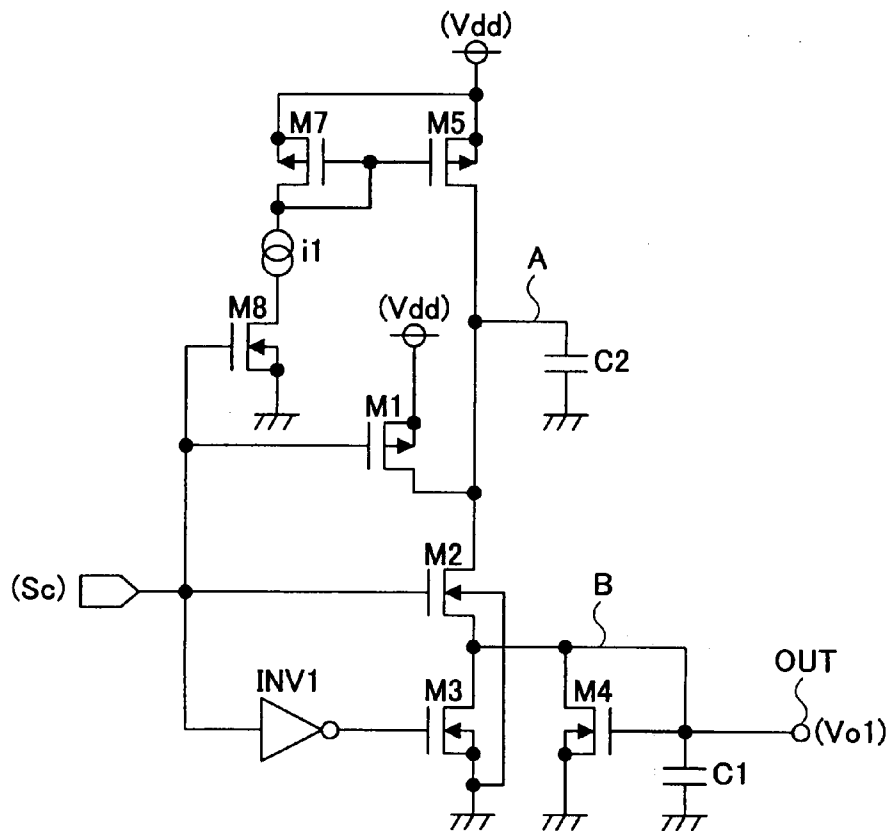 (Vdd)
M7
M5
i1
A
M8
(Vdd)
C2
M1
M2
(Sc)
B
INV1
M3
M4
OUT
(Vo1)
C1